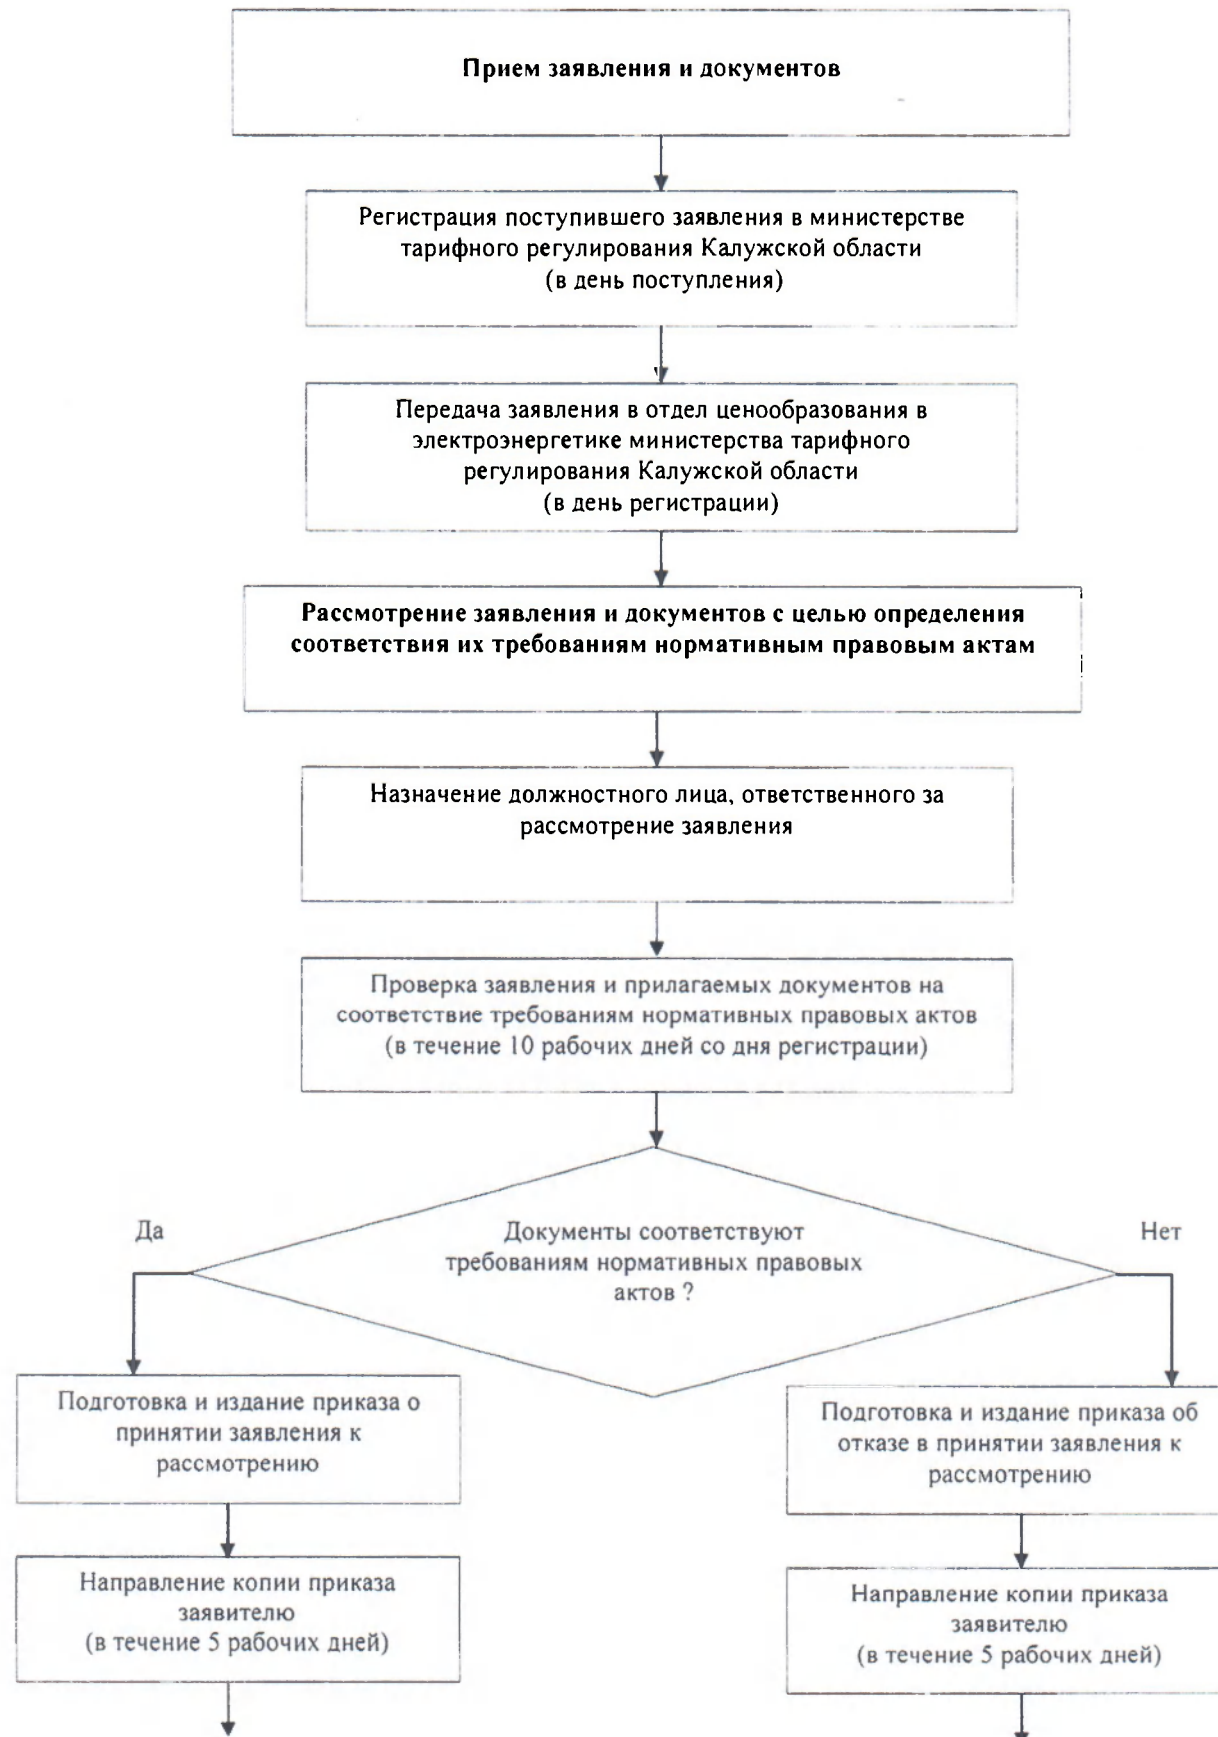 Прием заявления и документов
Регистрация поступившего заявления в министерстве
тарифного регулирования Калужской области
(в день поступления)
Передача заявления в отдел ценообразования в
электроэнергетике министерства тарифного
регулирования Калужской области
(в день регистрации)
Рассмотрение заявления и документов с целью определения
соответствия их требованиям нормативным правовым актам
Назначение должностного лица, ответственного за
рассмотрение заявления
Проверка заявления и прилагаемых документов на
соответствие требованиям нормативных правовых актов
(в течение 10 рабочих дней со дня регистрации)
Документы соответствуют
требованиям нормативных правовых
актов ?
Да
Нет
Подготовка и издание приказа о
принятии заявления к
рассмотрению
Направление копии приказа
заявителю
(в течение 5 рабочих дней)
Подготовка и издание приказа об
отказе в принятии заявления к
рассмотрению
Направление копии приказа
заявителю
(в течение 5 рабочих дней)